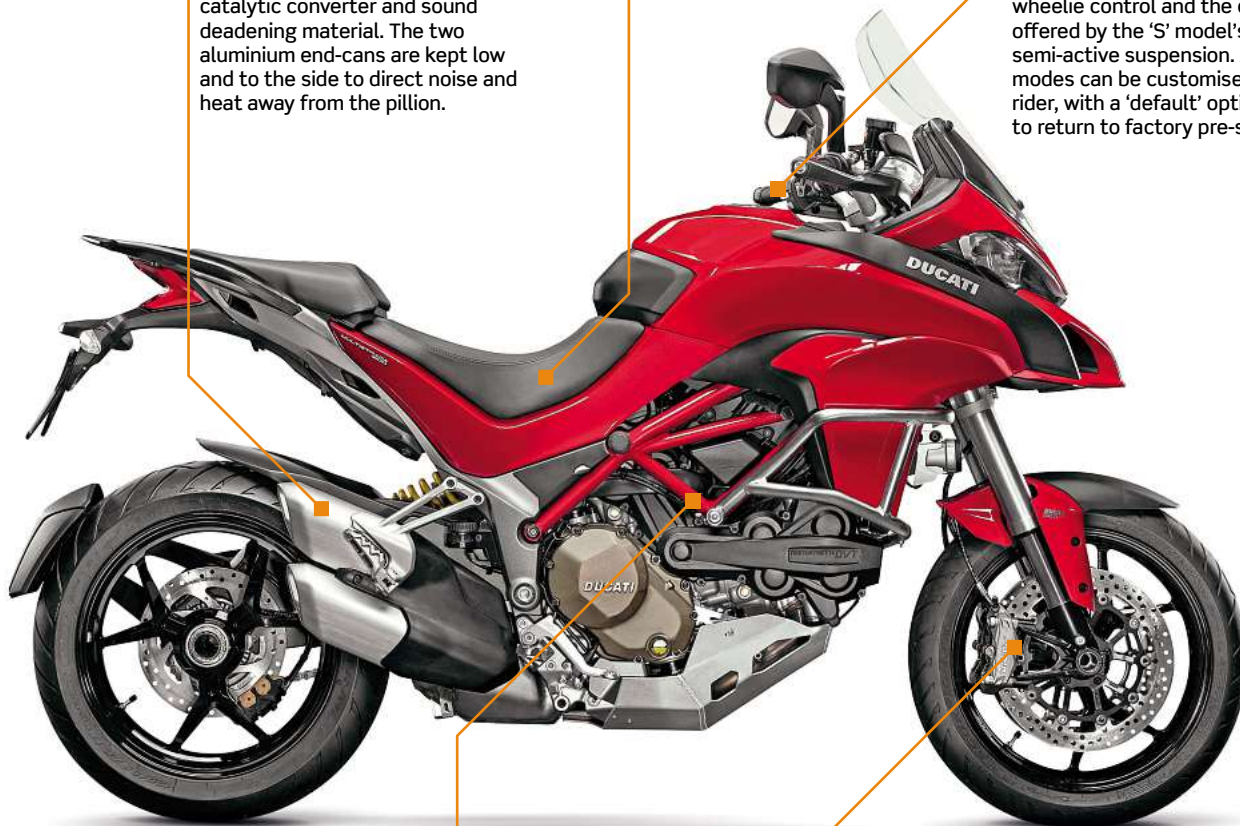 catalytic converter and sound
deadening material. The two
aluminium end-cans are kept low
and to the side to direct noise and
heat away from the pillion.
wheelie control and the
offered by the ‘S’ model’s
semi-active suspension.
modes can be customise
rider, with a ‘default’ opti
to return to factory pre-s
DUCATI
DUCATI